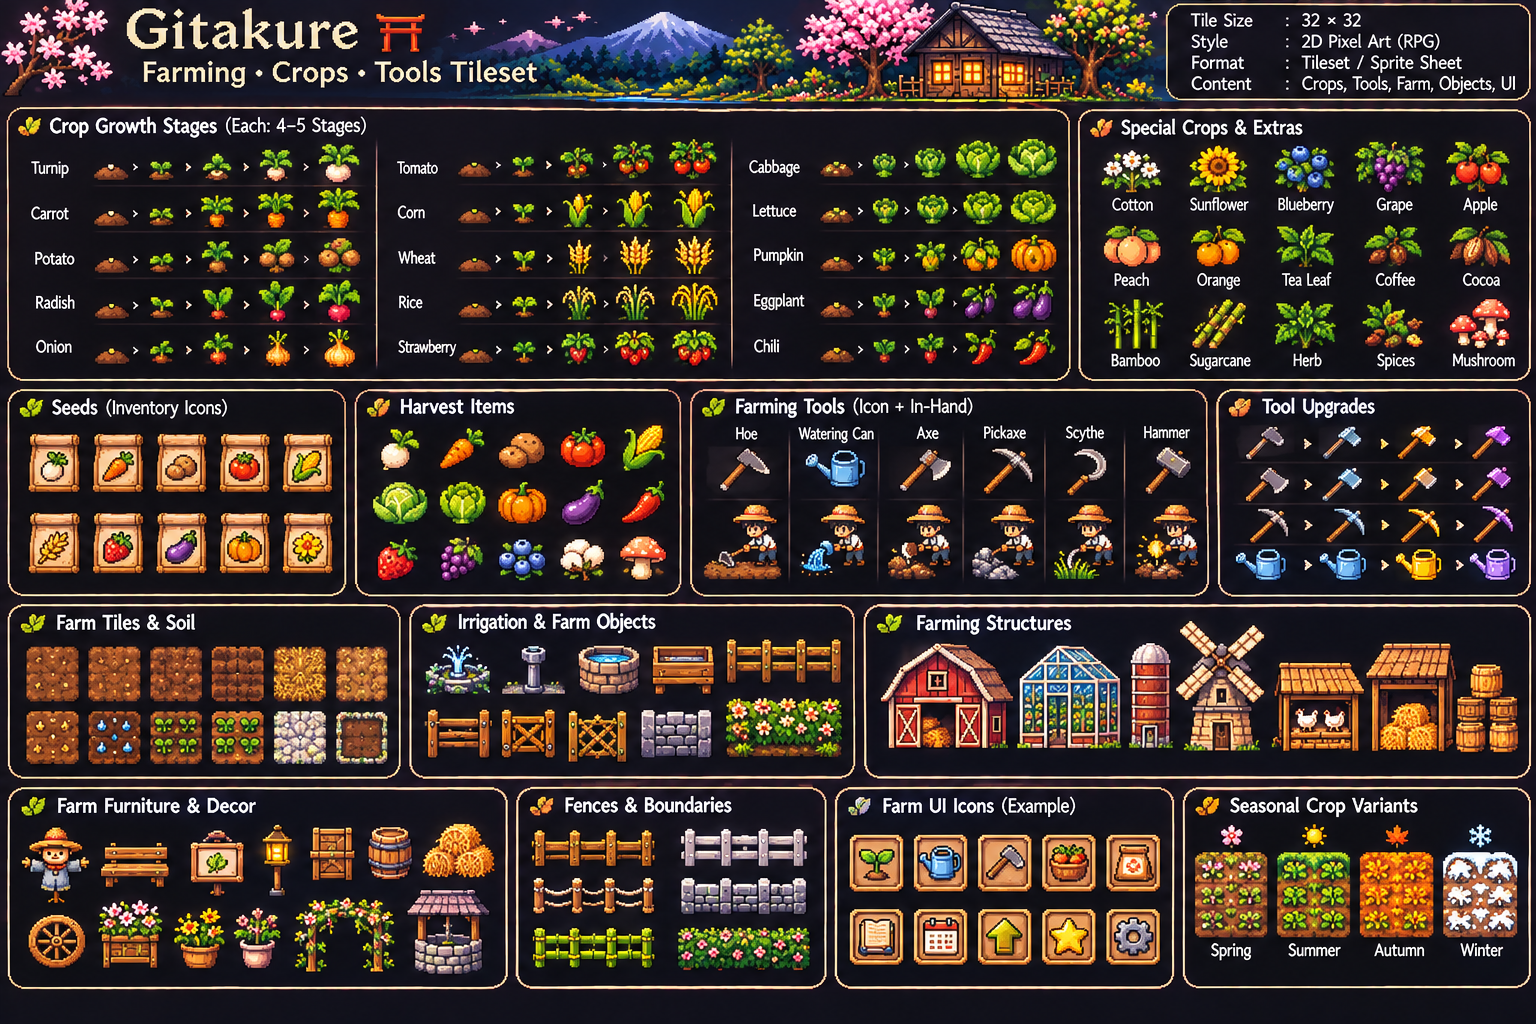 Gitakure
Farming • Crops • Tools Tileset
Tile Size : 32 × 32
Style : 2D Pixel Art (RPG)
Format : Tileset / Sprite Sheet
Content : Crops, Tools, Farm, Objects, UI
Crop Growth Stages (Each: 4–5 Stages)
Turnip
Carrot
Potato
Radish
Onion
Tomato
Corn
Wheat
Rice
Strawberry
Cabbage
Lettuce
Pumpkin
Eggplant
Chili
Special Crops & Extras
Cotton
Sunflower
Blueberry
Grape
Apple
Peach
Orange
Tea Leaf
Coffee
Cocoa
Bamboo
Sugarcane
Herb
Spices
Mushroom
Seeds (Inventory Icons)
Harvest Items
Farming Tools (Icon + In-Hand)
Hoe
Watering Can
Axe
Pickaxe
Scythe
Hammer
Tool Upgrades
Farm Tiles & Soil
Irrigation & Farm Objects
Farming Structures
Farm Furniture & Decor
Fences & Boundaries
Farm UI Icons (Example)
Seasonal Crop Variants
Spring
Summer
Autumn
Winter